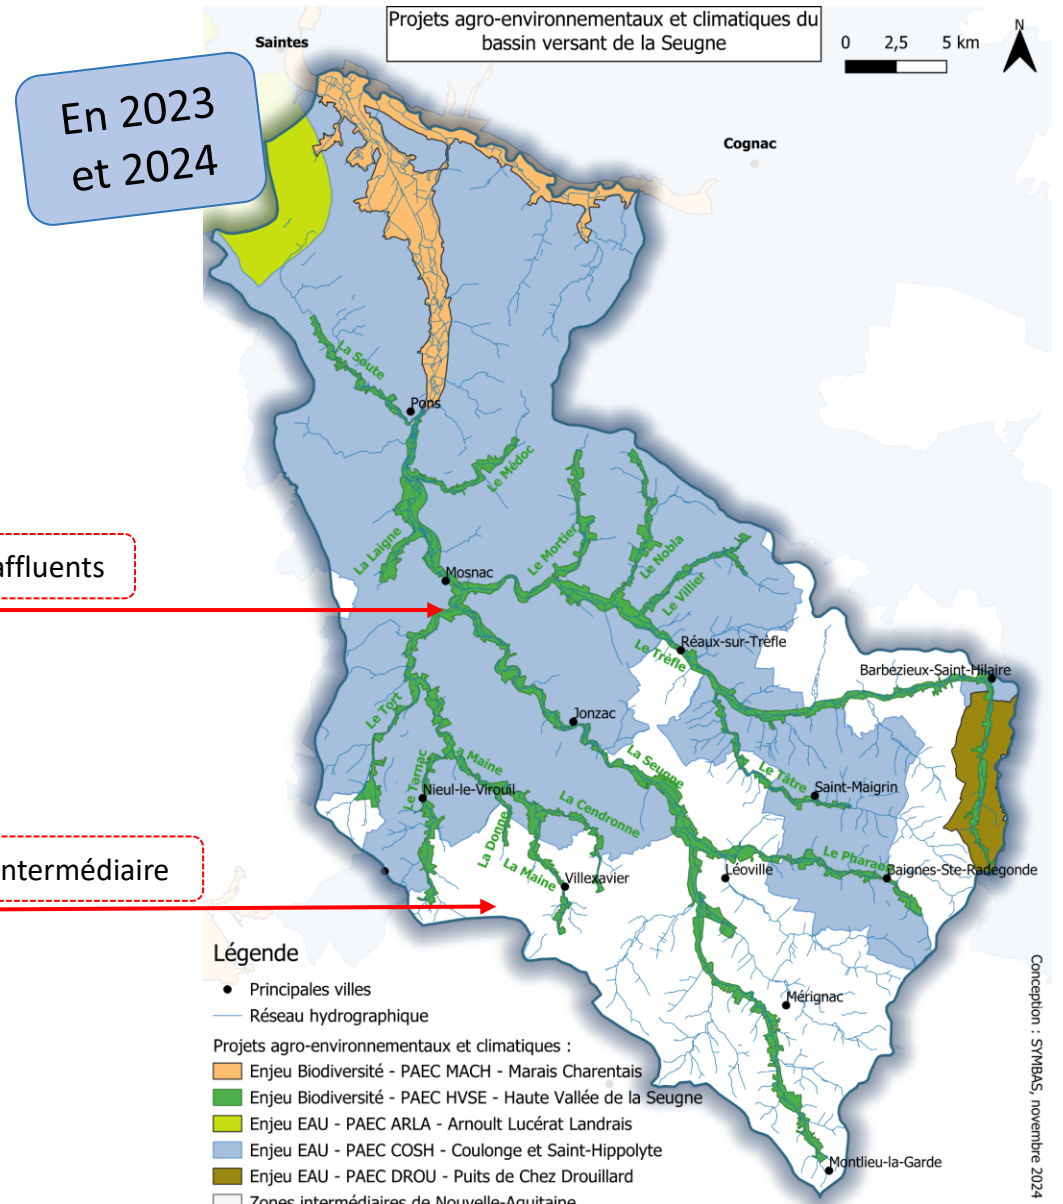 Projets agro-environnementaux et climatiques du
bassin versant de la Seugne
0 2,5 5 km
N
Saintes
En 2023
et 2024
Cognac
La Soute
Pons
Le Médoc
La Laigne
Le Mortier
Le Nobla
Le Villier
Mosnac
affluents
Réaux-sur-Trèfle
Le Trèfle
Barbezieux-Saint-Hilaire
Le Tort
Jonzac
La Maine
Le Tarnac
La Seugne
Le Tâtre
Saint-Maigrin
Nieul-le-Virouil
La Cendronne
La Donne
La Maine
Le Pharaon
intermédiaire
Villexavier
Léoville
Baignes-Ste-Radegonde
Mérignac
Montlieu-la-Garde
Légende
Principales villes
Réseau hydrographique
Projets agro-environnementaux et climatiques :
Enjeu Biodiversité - PAEC MACH - Marais Charentais
Enjeu Biodiversité - PAEC HVSE - Haute Vallée de la Seugne
Enjeu EAU - PAEC ARLA - Arnoult Lucérat Landrais
Enjeu EAU - PAEC COSH - Coulonge et Saint-Hippolyte
Enjeu EAU - PAEC DROU - Puits de Chez Drouillard
Zones intermédiaires de Nouvelle-Aquitaine
Conception : SYMBAS, novembre 2024